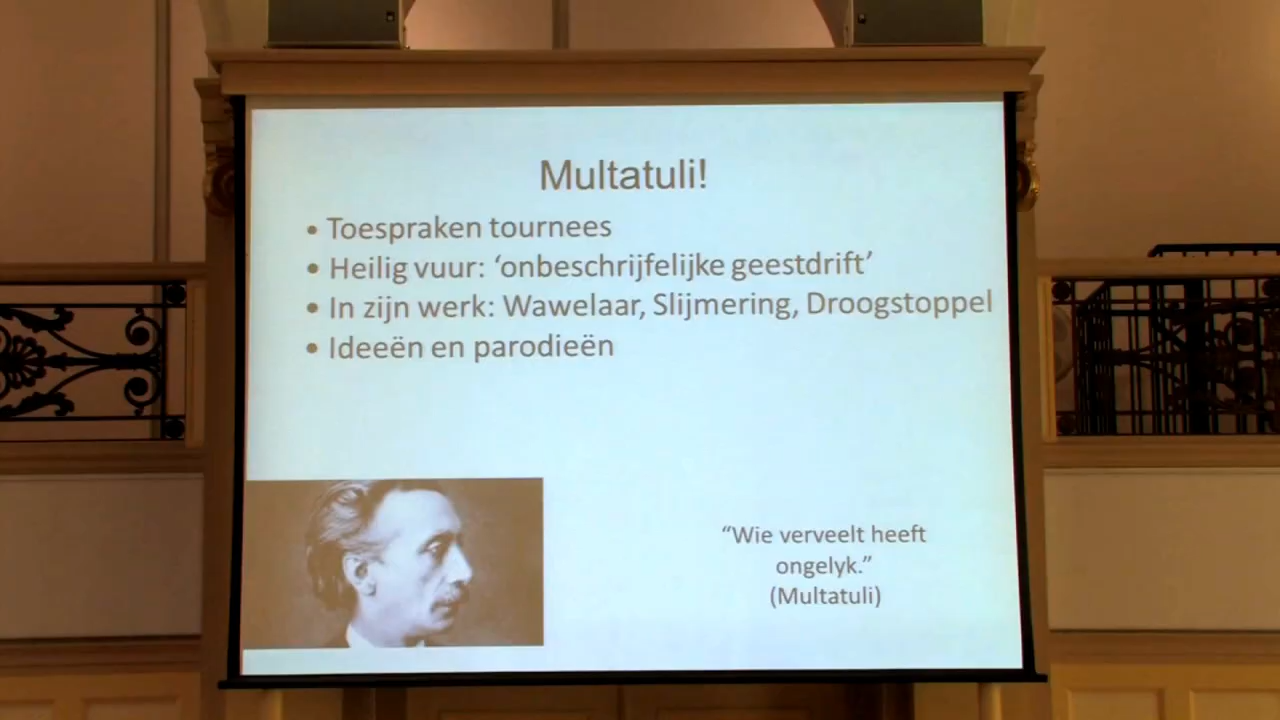 Multatuli!
• Toespraken tournees
• Heilig vuur: ‘onbeschrijfelijke geestdrift’
• In zijn werk: Wawelaar, Slijmering, Droogstoppel
• Ideeën en parodieën
“Wie verveelt heeft
ongelyk.”
(Multatuli)